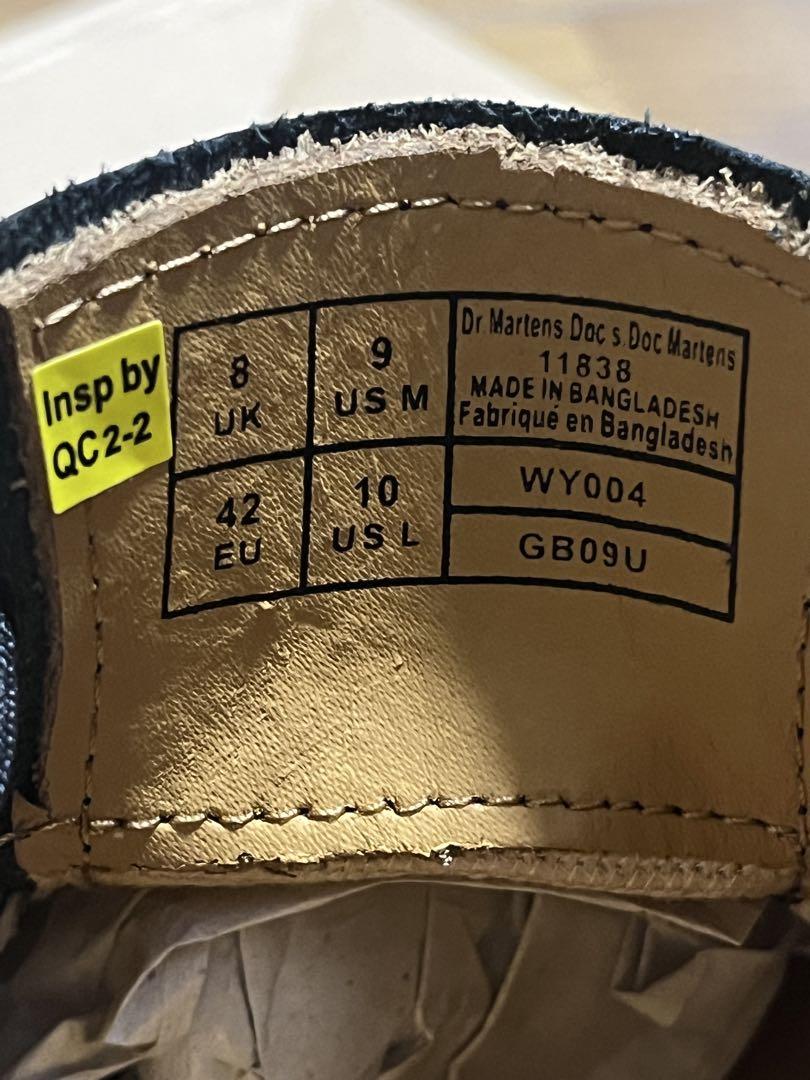 Insp by
QC2-2
8
UK
9
US M
42
EU
10
US L
Dr Martens Doc s Doc Martens
11838
MADE IN BANGLADESH
Fabriqué en Bangladesh
WY004
GB09U